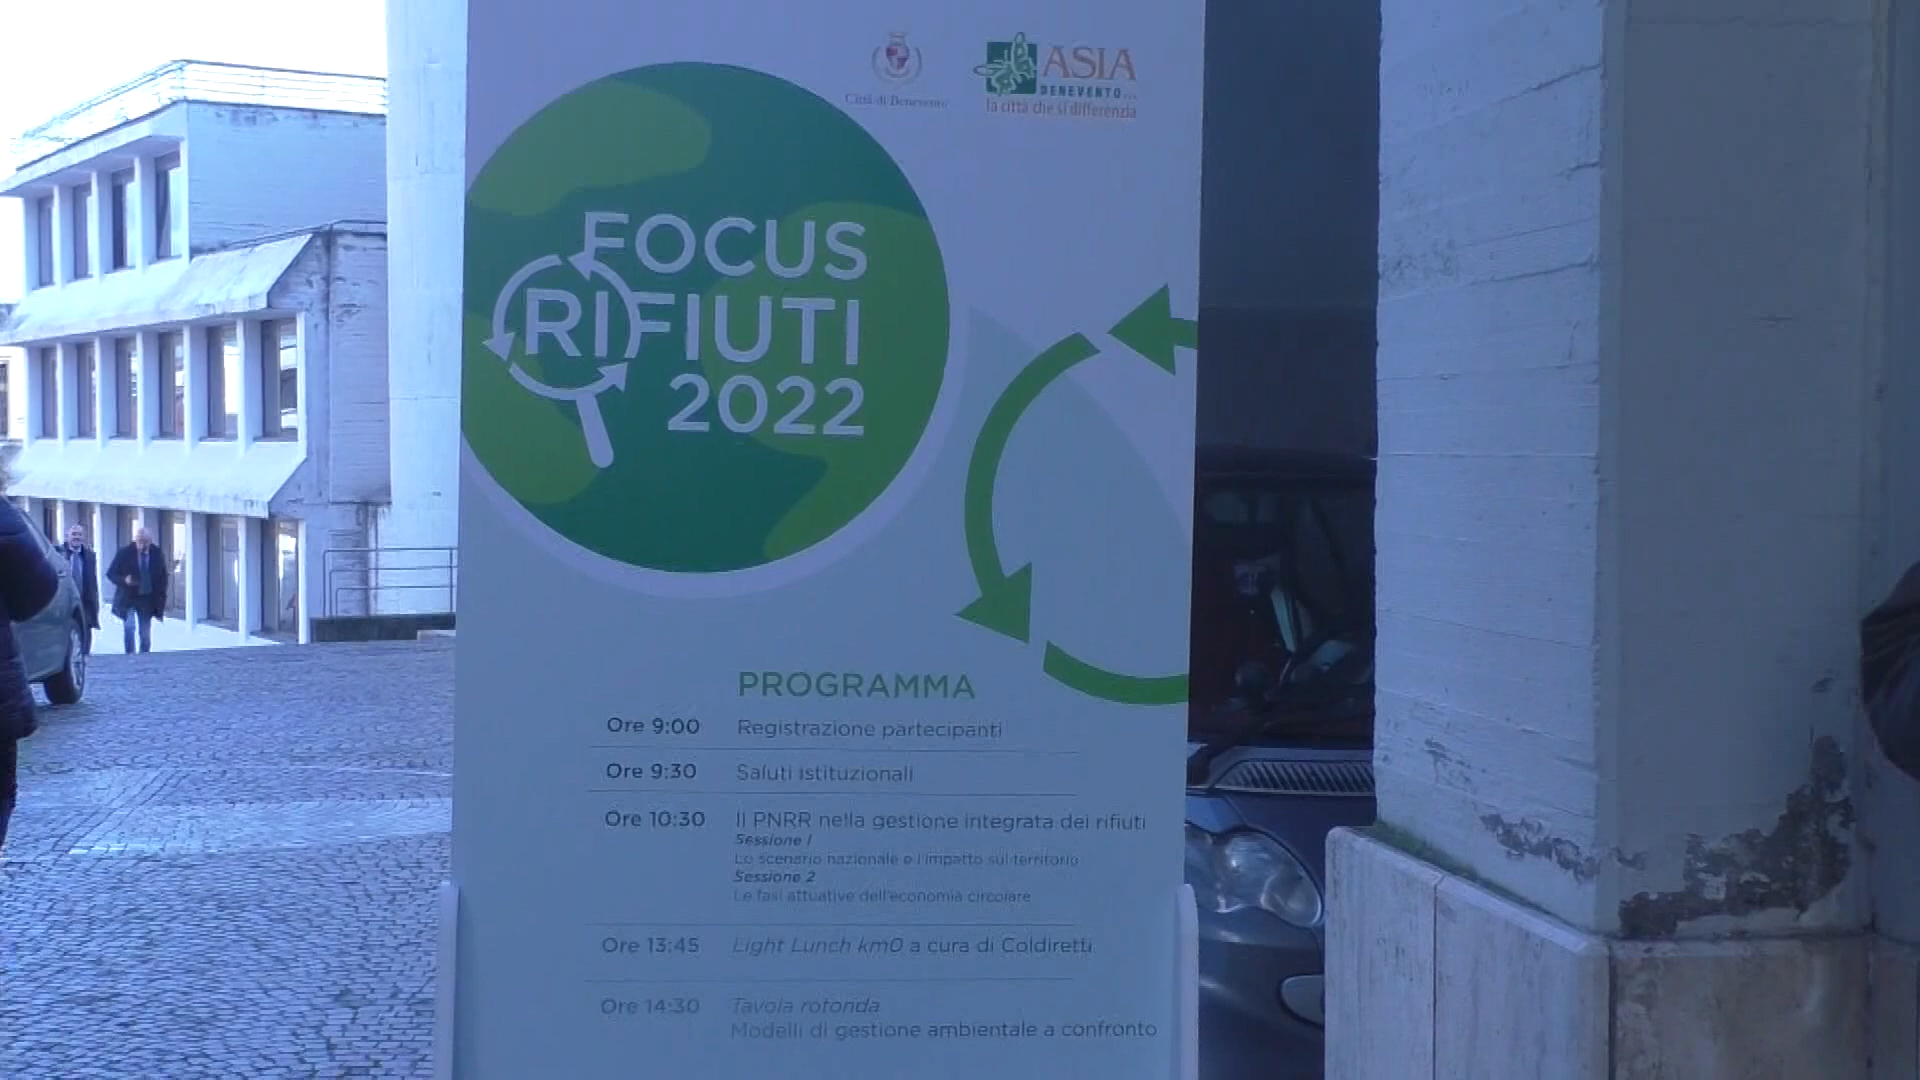 Città di Benevento
ASIA
BENEVENTO...
la città che si differenzia
FOCUS
RIFIUTI
2022
PROGRAMMA
Ore 9:00 Registrazione partecipanti
Ore 9:30 Saluti istituzionali
Ore 10:30 Il PNRR nella gestione integrata dei rifiuti
Sessione 1
Lo scenario nazionale e l'impatto sul territorio
Sessione 2
Le fasi attuative dell'economia circolare
Ore 13:45 Light Lunch km0 a cura di Coldiretti
Ore 14:30 Tavola rotonda
Modelli di gestione ambientale a confronto